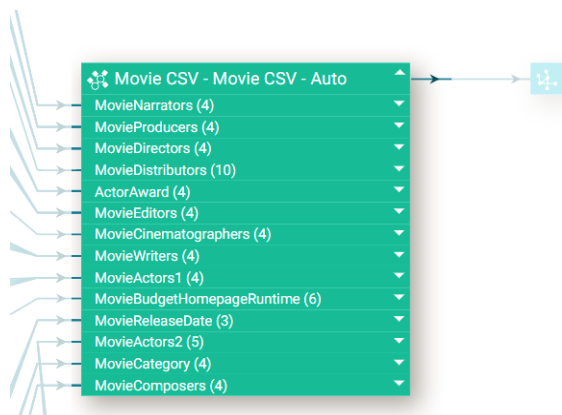 Movie CSV - Movie CSV - Auto
MovieNarrators (4)
MovieProducers (4)
MovieDirectors (4)
MovieDistributors (10)
ActorAward (4)
MovieEditors (4)
MovieCinematographers (4)
MovieWriters (4)
MovieActors1 (4)
MovieBudgetHomepageRuntime (6)
MovieReleaseDate (3)
MovieActors2 (5)
MovieCategory (4)
MovieComposers (4)